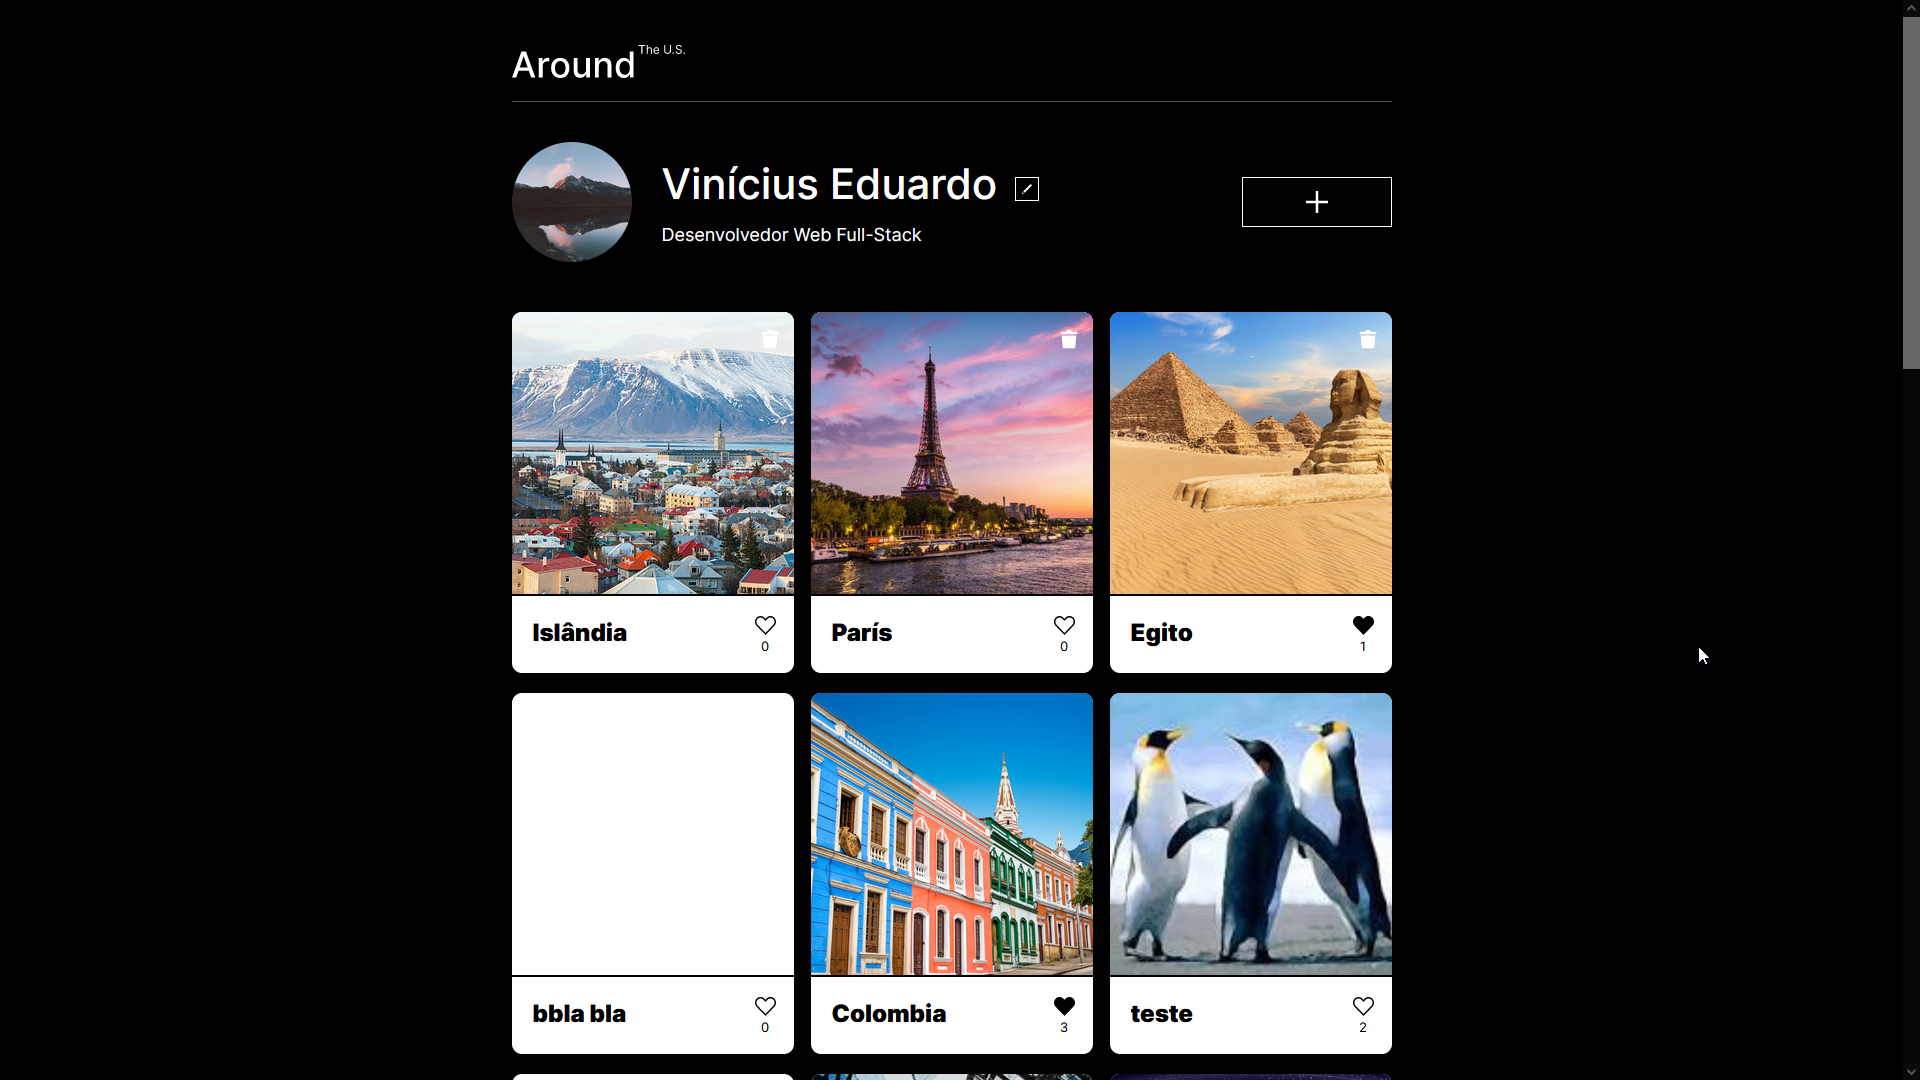 Around The U.S.
Vinícius Eduardo
Desenvolvedor Web Full-Stack
Islândia
0
París
0
Egito
1
bbla bla
0
Colombia
3
teste
2